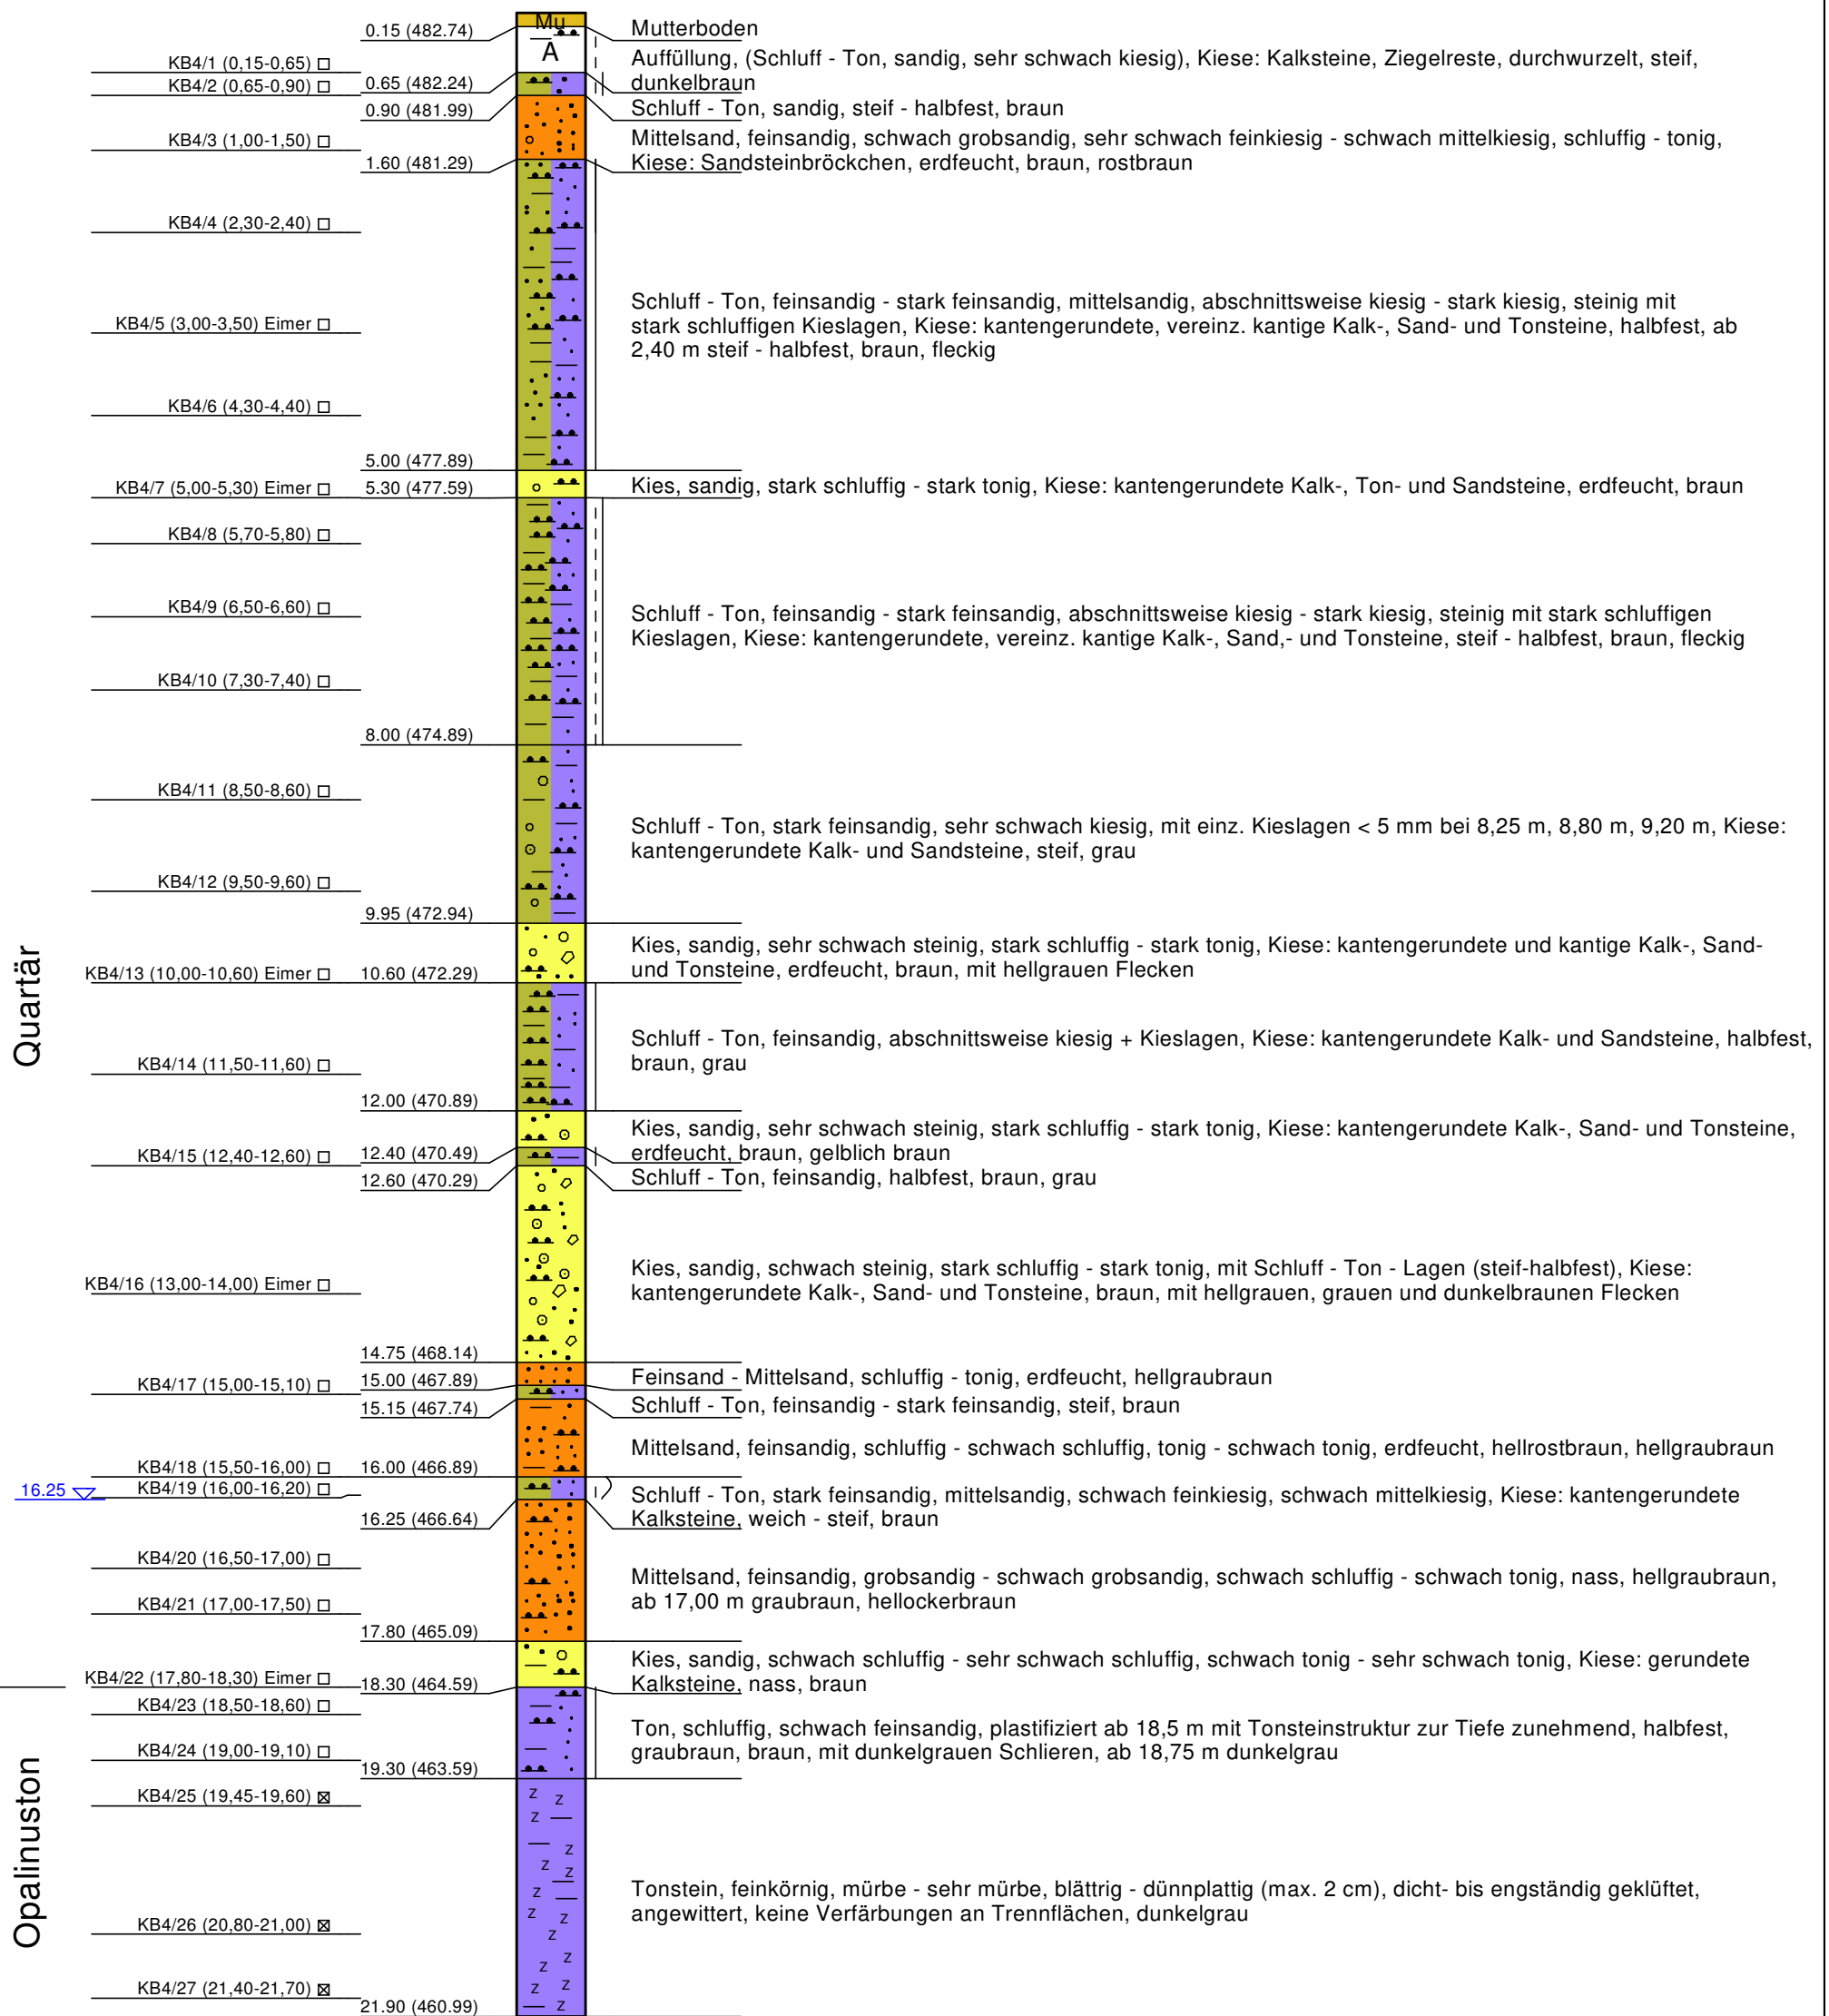 Mu
0.15 (482.74)
Mutterboden
A
KB4/1 (0,15-0,65)
Auffüllung, (Schluff - Ton, sandig, sehr schwach kiesig), Kiese: Kalksteine, Ziegelreste, durchwurzelt, steif,
dunkelbraun
KB4/2 (0,65-0,90)
0.65 (482.24)
0.90 (481.99)
Schluff - Ton, sandig, steif - halbfest, braun
KB4/3 (1,00-1,50)
Mittelsand, feinsandig, schwach grobsandig, sehr schwach feinkiesig - schwach mittelkiesig, schluffig - tonig,
Kiese: Sandsteinbröckchen, erdfeucht, braun, rostbraun
1.60 (481.29)
KB4/4 (2,30-2,40)
Schluff - Ton, feinsandig - stark feinsandig, mittelsandig, abschnittsweise kiesig - stark kiesig, steinig mit
stark schluffigen Kieslagen, Kiese: kantengerundete, vereinz. kantige Kalk-, Sand- und Tonsteine, halbfest, ab
2,40 m steif - halbfest, braun, fleckig
KB4/5 (3,00-3,50) Eimer
KB4/6 (4,30-4,40)
5.00 (477.89)
KB4/7 (5,00-5,30) Eimer
5.30 (477.59)
Kies, sandig, stark schluffig - stark tonig, Kiese: kantengerundete Kalk-, Ton- und Sandsteine, erdfeucht, braun
KB4/8 (5,70-5,80)
KB4/9 (6,50-6,60)
Schluff - Ton, feinsandig - stark feinsandig, abschnittsweise kiesig - stark kiesig, steinig mit stark schluffigen
Kieslagen, Kiese: kantengerundete, vereinz. kantige Kalk-, Sand,- und Tonsteine, steif - halbfest, braun, fleckig
KB4/10 (7,30-7,40)
8.00 (474.89)
KB4/11 (8,50-8,60)
Schluff - Ton, stark feinsandig, sehr schwach kiesig, mit einz. Kieslagen < 5 mm bei 8,25 m, 8,80 m, 9,20 m, Kiese:
kantengerundete Kalk- und Sandsteine, steif, grau
KB4/12 (9,50-9,60)
9.95 (472.94)
Quartär
KB4/13 (10,00-10,60) Eimer
10.60 (472.29)
Kies, sandig, sehr schwach steinig, stark schluffig - stark tonig, Kiese: kantengerundete und kantige Kalk-, Sand-
und Tonsteine, erdfeucht, braun, mit hellgrauen Flecken
KB4/14 (11,50-11,60)
Schluff - Ton, feinsandig, abschnittsweise kiesig + Kieslagen, Kiese: kantengerundete Kalk- und Sandsteine, halbfest,
braun, grau
12.00 (470.89)
Kies, sandig, sehr schwach steinig, stark schluffig - stark tonig, Kiese: kantengerundete Kalk-, Sand- und Tonsteine,
erdfeucht, braun, gelblich braun
KB4/15 (12,40-12,60)
12.40 (470.49)
12.60 (470.29)
Schluff - Ton, feinsandig, halbfest, braun, grau
KB4/16 (13,00-14,00) Eimer
Kies, sandig, schwach steinig, stark schluffig - stark tonig, mit Schluff - Ton - Lagen (steif-halbfest), Kiese:
kantengerundete Kalk-, Sand- und Tonsteine, braun, mit hellgrauen, grauen und dunkelbraunen Flecken
14.75 (468.14)
KB4/17 (15,00-15,10)
15.00 (467.89)
Feinsand - Mittelsand, schluffig - tonig, erdfeucht, hellgraubraun
15.15 (467.74)
Schluff - Ton, feinsandig - stark feinsandig, steif, braun
Mittelsand, feinsandig, schluffig - schwach schluffig, tonig - schwach tonig, erdfeucht, hellrostbraun, hellgraubraun
KB4/18 (15,50-16,00)
16.00 (466.89)
16.25
KB4/19 (16,00-16,20)
Schluff - Ton, stark feinsandig, mittelsandig, schwach feinkiesig, schwach mittelkiesig, Kiese: kantengerundete
Kalksteine, weich - steif, braun
16.25 (466.64)
KB4/20 (16,50-17,00)
Mittelsand, feinsandig, grobsandig - schwach grobsandig, schwach schluffig - schwach tonig, nass, hellgraubraun,
ab 17,00 m graubraun, hellockerbraun
KB4/21 (17,00-17,50)
17.80 (465.09)
Kies, sandig, schwach schluffig - sehr schwach schluffig, schwach tonig - sehr schwach tonig, Kiese: gerundete
Kalksteine, nass, braun
KB4/22 (17,80-18,30) Eimer
18.30 (464.59)
KB4/23 (18,50-18,60)
Ton, schluffig, schwach feinsandig, plastifiziert ab 18,5 m mit Tonsteinstruktur zur Tiefe zunehmend, halbfest,
graubraun, braun, mit dunkelgrauen Schlieren, ab 18,75 m dunkelgrau
KB4/24 (19,00-19,10)
19.30 (463.59)
Opalinuston
KB4/25 (19,45-19,60)
z z
z
z
z z
z
z z
z
z z
z z
z
Tonstein, feinkörnig, mürbe - sehr mürbe, blättrig - dünnplattig (max. 2 cm), dicht- bis engständig geklüftet,
angewittert, keine Verfärbungen an Trennflächen, dunkelgrau
KB4/26 (20,80-21,00)
KB4/27 (21,40-21,70)
21.90 (460.99)